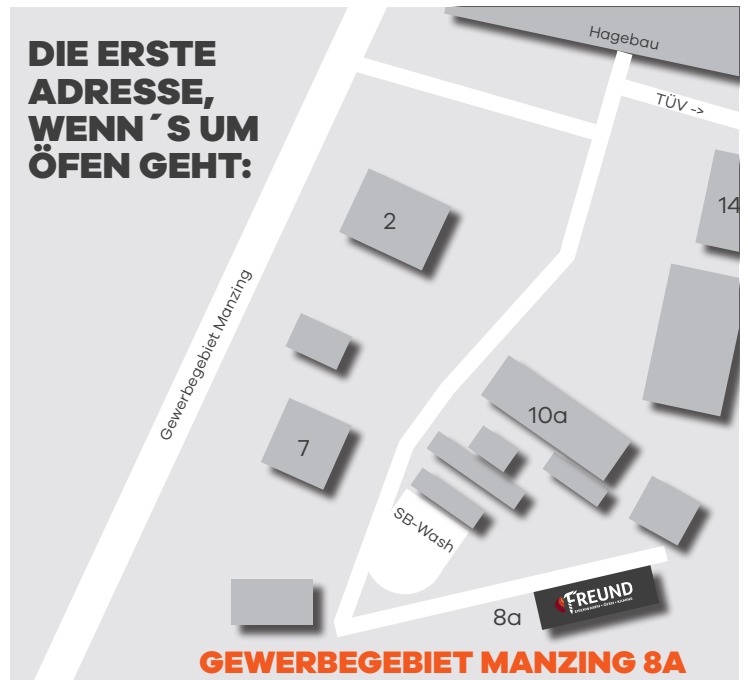 DIE ERSTE
ADRESSE,
WENN´S UM
ÖFEN GEHT:
Hagebau
TÜV ->
14
2
Gewerbegebiet Manzing
7
10a
SB-Wash
8a
FREUND
GEWERBEGEBIET MANZING 8A